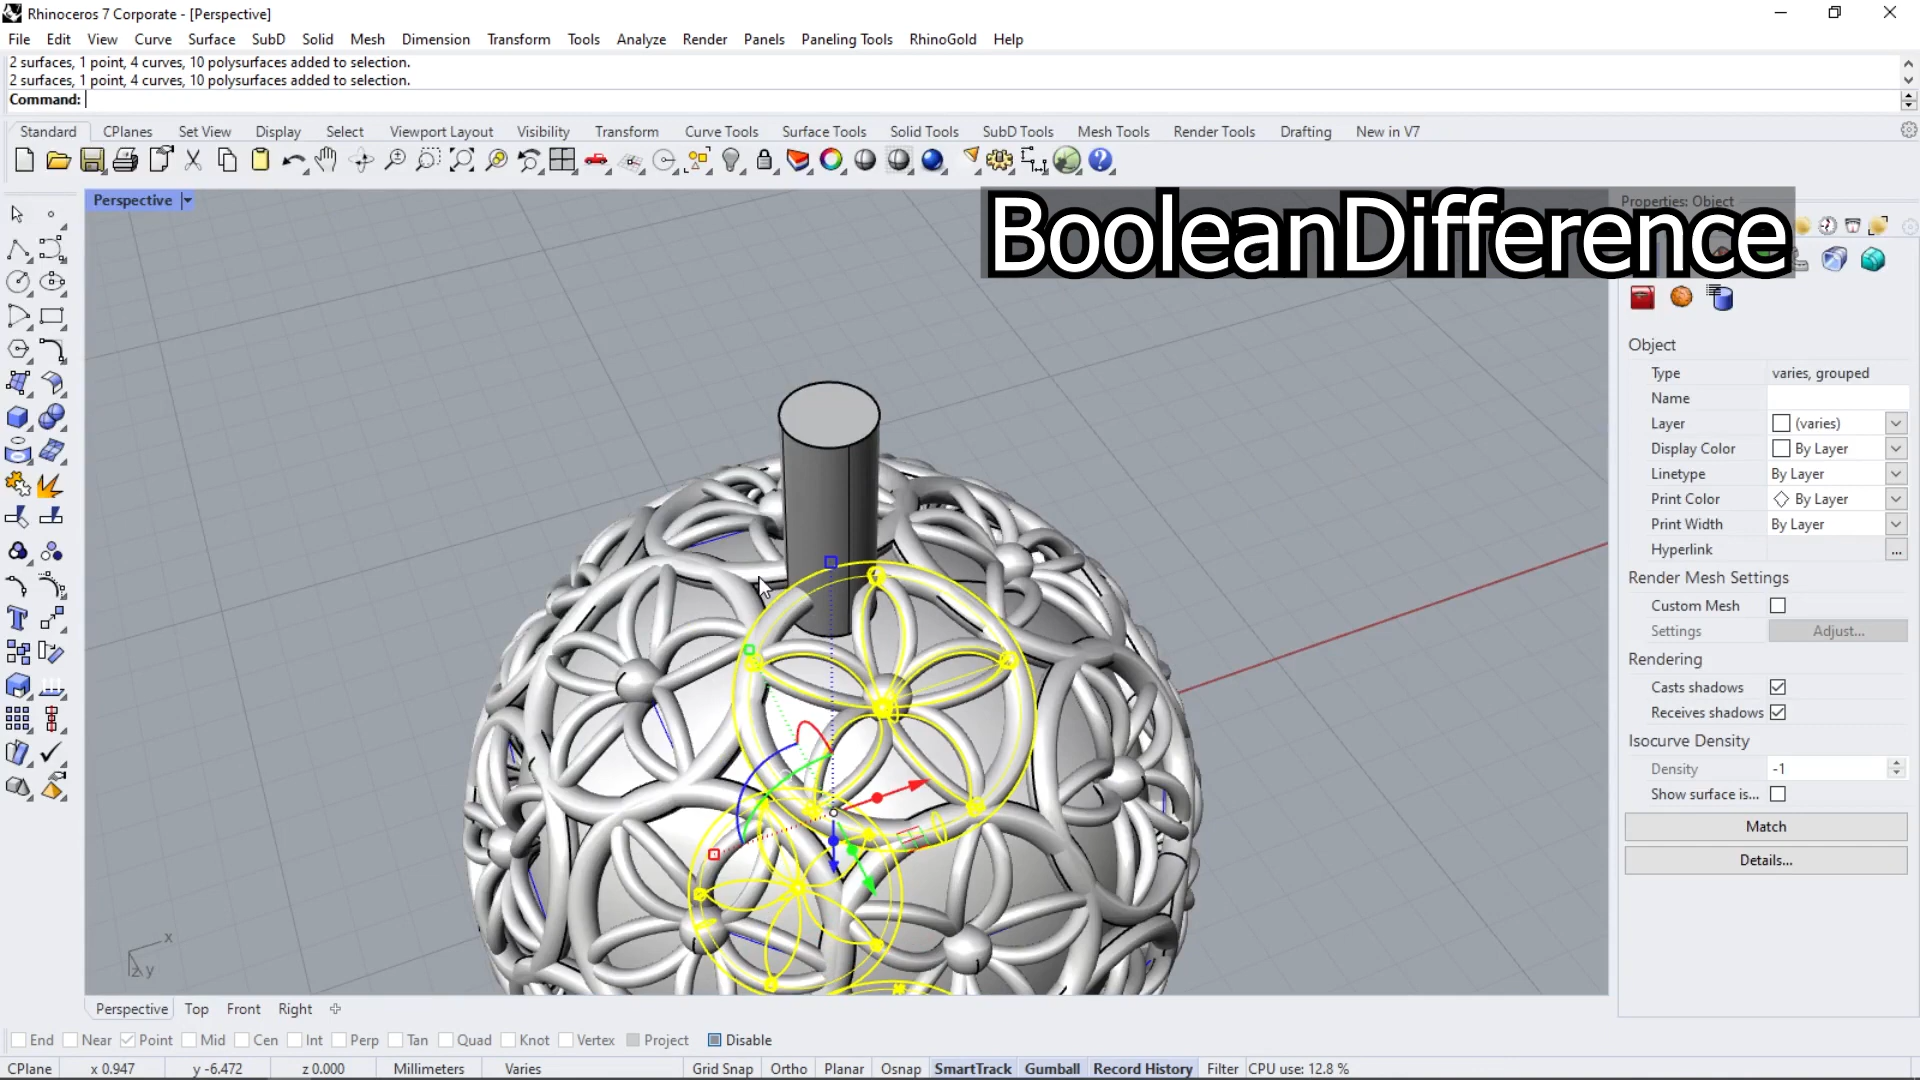 Rhinoceros 7 Corporate - [Perspective]
File Edit View Curve Surface SubD Solid Mesh Dimension Transform Tools Analyze Render Panels Paneling Tools RhinoGold Help
2 surfaces, 1 point, 4 curves, 10 polysurfaces added to selection.
2 surfaces, 1 point, 4 curves, 10 polysurfaces added to selection.
Command:
Standard CPlanes Set View Display Select Viewport Layout Visibility Transform Curve Tools Surface Tools Solid Tools SubD Tools Mesh Tools Render Tools Drafting New in V7
Perspective
Properties: Object
BooleanDifference
Object
Type varies, grouped
Name
Layer (varies)
Display Color By Layer
Linetype By Layer
Print Color By Layer
Print Width By Layer
Hyperlink ...
Render Mesh Settings
Custom Mesh
Settings Adjust...
Rendering
Casts shadows
Receives shadows
Isocurve Density
Density -1
Show surface is...
Match
Details...
x
z y
Perspective Top Front Right
End Near Point Mid Cen Int Perp Tan Quad Knot Vertex Project Disable
CPlane x 0.947 y -6.472 z 0.000 Millimeters Varies Grid Snap Ortho Planar Osnap SmartTrack Gumball Record History Filter CPU use: 12.8 %